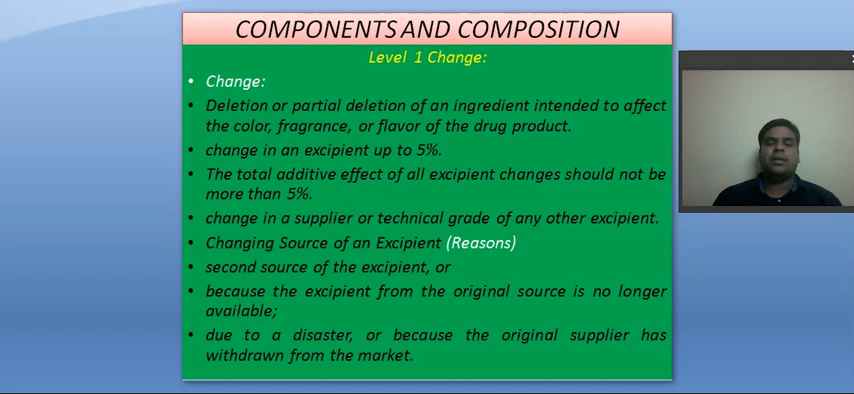 COMPONENTS AND COMPOSITION
Level 1 Change:
• Change:
• Deletion or partial deletion of an ingredient intended to affect
the color, fragrance, or flavor of the drug product.
• change in an excipient up to 5%.
• The total additive effect of all excipient changes should not be
more than 5%.
• change in a supplier or technical grade of any other excipient.
• Changing Source of an Excipient (Reasons)
• second source of the excipient, or
• because the excipient from the original source is no longer
available;
• due to a disaster, or because the original supplier has
withdrawn from the market.